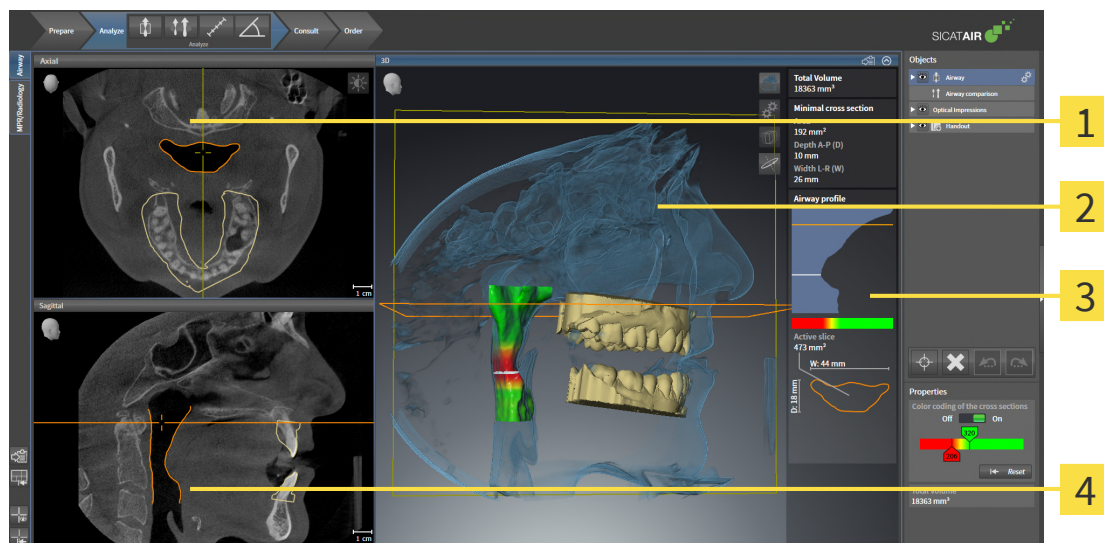 Prepare
Analyze
Analyze
Consult
Order
SICATAIR
Airway
MPR/Radiology
Axial
1 cm
Sagittal
1 cm
3D
Total Volume
18363 mm³
Minimal cross section
192 mm²
Depth A-P (D)
10 mm
Width L-R (W)
26 mm
Airway profile
Active slice
473 mm²
W: 44 mm
D: 18 mm
Objects
Airway
Airway comparison
Optical Impressions
Handout
Properties
Color coding of the cross sections
Off On
320
206
Reset
Total Volume
18363 mm³
1
2
3
4